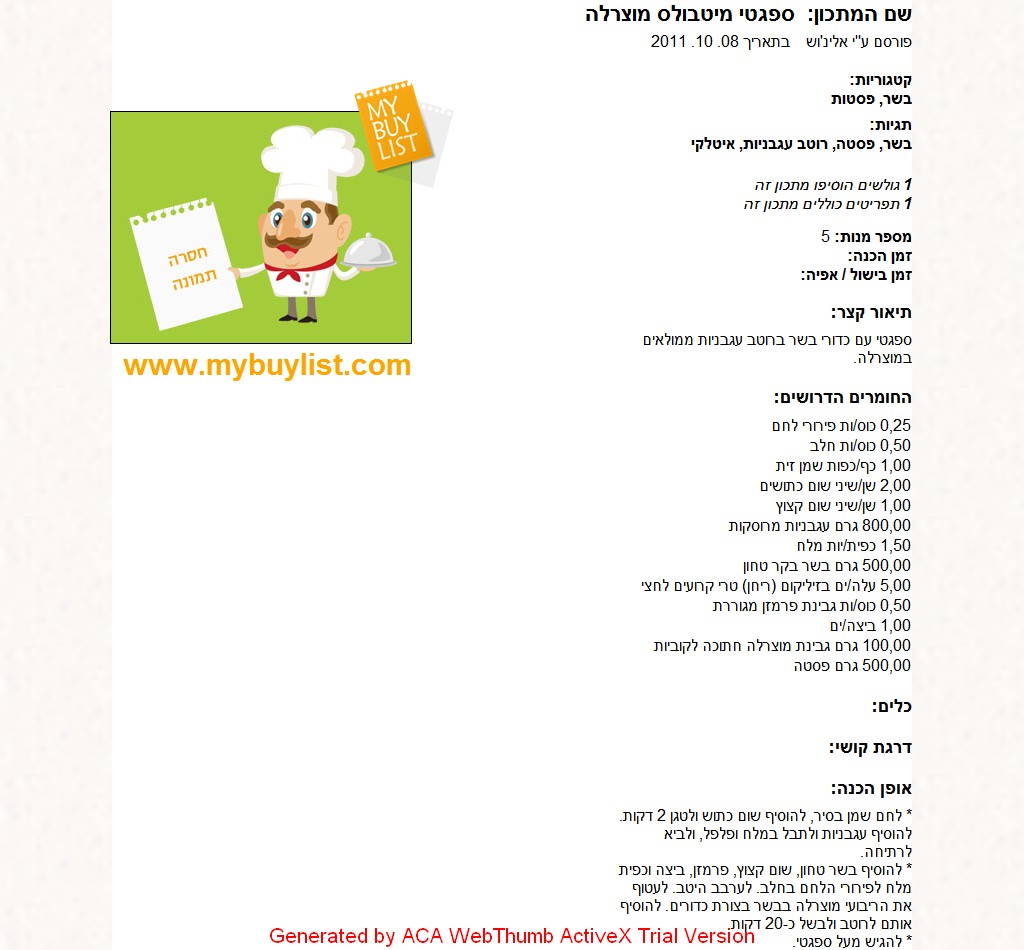 שם המתכון: ספגטי מיטבולס מוצרלה
פורסם ע"י אלינ'וש בתאריך 08. 10. 2011
קטגוריות:
בשר, פסטות
תגיות:
בשר, פסטה, רוטב עגבניות, איטלקי
1 גולשים הוסיפו מתכון זה
1 תפריטים כוללים מתכון זה
מספר מנות: 5
זמן הכנה:
זמן בישול / אפיה:
MY
BUY
LIST
חסרה
תמונה
www.mybuylist.com
תיאור קצר:
ספגטי עם כדורי בשר ברוטב עגבניות ממולאים
במוצרלה.
החומרים הדרושים:
0,25 כוס/ות פירורי לחם
0,50 כוס/ות חלב
1,00 כף/כפות שמן זית
2,00 שן/שיני שום כתושים
1,00 שן/שיני שום קצוץ
800,00 גרם עגבניות מרוסקות
1,50 כפית/יות מלח
500,00 גרם בשר בקר טחון
5,00 עלה/ים בזיליקום (ריחן) טרי קרועים לחצי
0,50 כוס/ות גבינת פרמזן מגוררת
1,00 ביצה/ים
100,00 גרם גבינת מוצרלה חתוכה לקוביות
500,00 גרם פסטה
כלים:
דרגת קושי:
אופן הכנה:
* לחם שמן בסיר, להוסיף שום כתוש ולטגן 2 דקות.
להוסיף עגבניות ולתבל במלח ופלפל, ולביא
לרתיחה.
* להוסיף בשר טחון, שום קצוץ, פרמזן, ביצה וכפית
מלח לפירורי הלחם בחלב. לערבב היטב. לעטוף
את הריבועי מוצרלה בבשר בצורת כדורים. להוסיף
אותם לרוטב ולבשל כ-20 דקות.
* להגיש מעל ספגטי.
Generated by ACA WebThumb ActiveX Trial Version